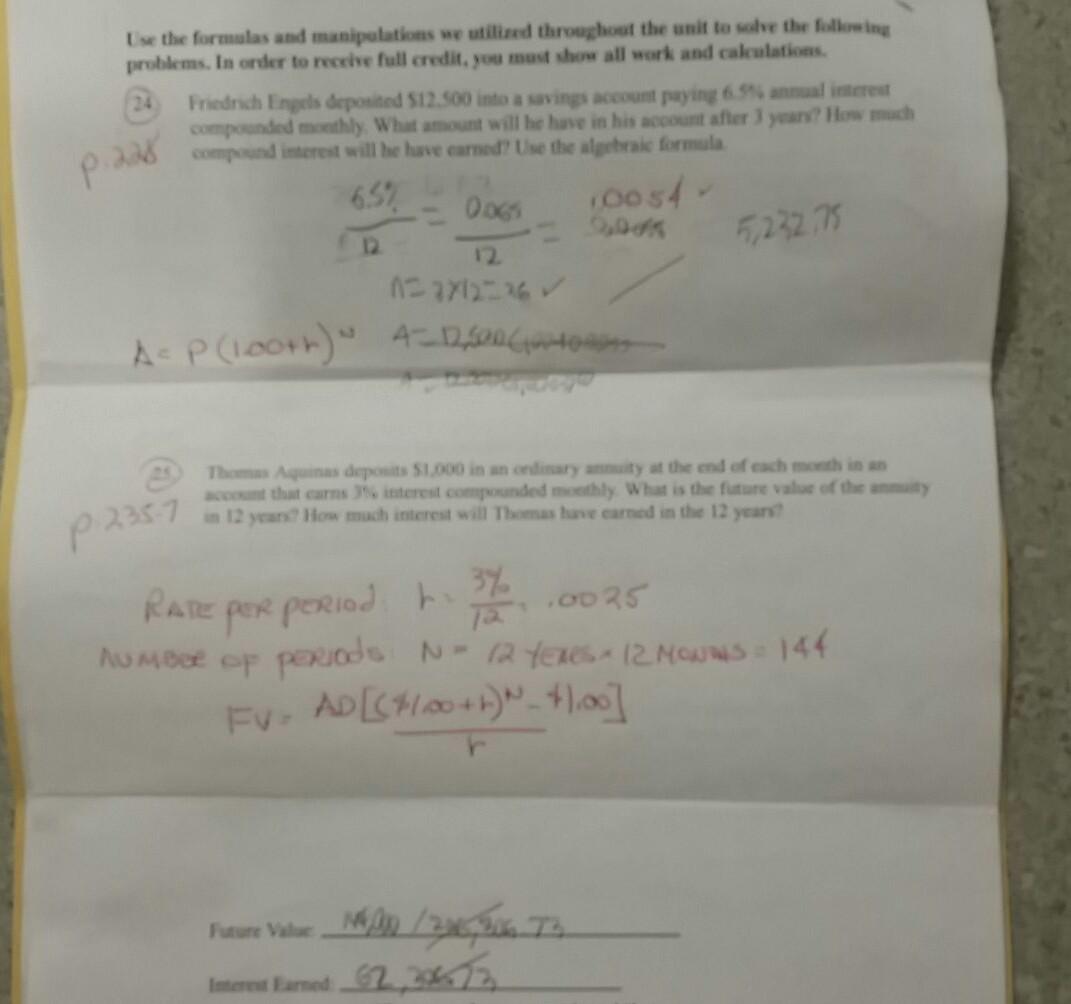 Use the formulas and manipulations we utilized throughout the unit to solve the following
problems. In order to receive full credit, you must show all work and calculations.
24 Friedrich Engels deposited $12,500 into a savings account paying 6.5% annual interest
compounded monthly. What amount will he have in his account after 3 years? How much
p.228 compound interest will he have earned? Use the algebraic formula.
6.5% / 12 = 0.065 / 12 = .0054 ✓
5,232.75
n = 3x12 = 36 ✓
A = P(1.00+r)^N A = 12,500
25 Thomas Aquinas deposits $1,000 in an ordinary annuity at the end of each month in an
account that earns 3% interest compounded monthly. What is the future value of the annuity
p.235-7 in 12 years? How much interest will Thomas have earned in the 12 years?
RATE PER PERIOD: r = 3% / 12 = .0025
NUMBER OF PERIODS: N = 12 YEARS × 12 MONTHS = 144
FV = AD[($1.00+r)^N - $1.00] / r
Future Value:
Interest Earned: